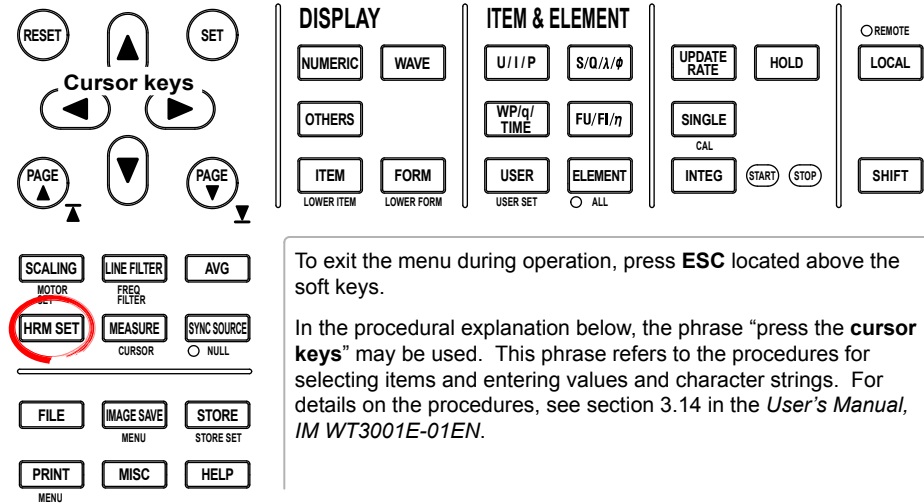 RESET
SET
Cursor keys
PAGE
PAGE
DISPLAY
NUMERIC
WAVE
OTHERS
ITEM
FORM
LOWER ITEM
LOWER FORM
ITEM & ELEMENT
U / I / P
S/Q/λ/ϕ
WP/q/
TIME
FU/FI/η
USER
ELEMENT
USER SET
ALL
UPDATE
RATE
HOLD
SINGLE
CAL
INTEG
START
STOP
REMOTE
LOCAL
SHIFT
SCALING
LINE FILTER
AVG
MOTOR
SET
FREQ
FILTER
HRM SET
MEASURE
SYNC SOURCE
CURSOR
NULL
FILE
IMAGE SAVE
STORE
MENU
STORE SET
PRINT
MISC
HELP
MENU
To exit the menu during operation, press ESC located above the
soft keys.
In the procedural explanation below, the phrase “press the cursor
keys” may be used. This phrase refers to the procedures for
selecting items and entering values and character strings. For
details on the procedures, see section 3.14 in the User’s Manual,
IM WT3001E-01EN.